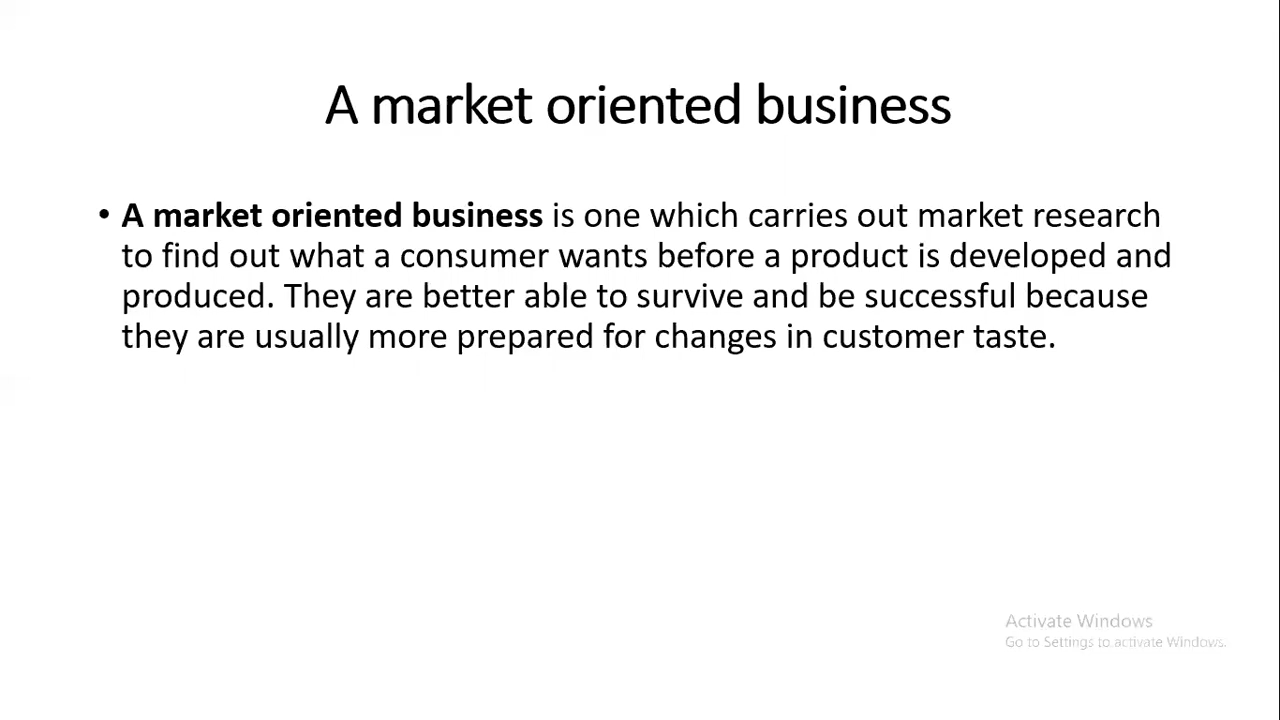 A market oriented business
• A market oriented business is one which carries out market research
to find out what a consumer wants before a product is developed and
produced. They are better able to survive and be successful because
they are usually more prepared for changes in customer taste.
Activate Windows
Go to Settings to activate Windows.